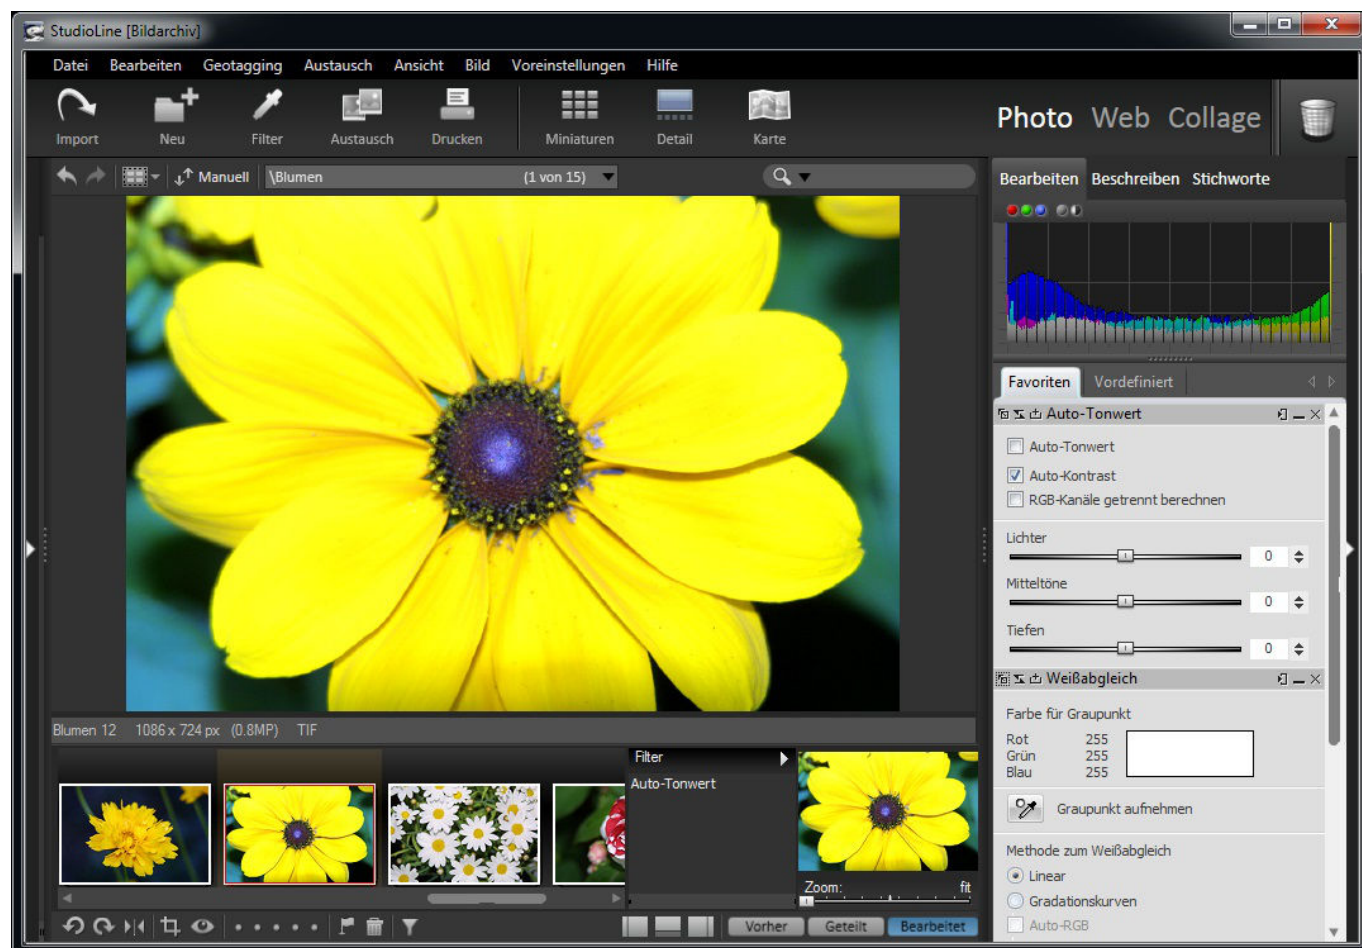 StudioLine [Bildarchiv]
Datei Bearbeiten Geotagging Austausch Ansicht Bild Voreinstellungen Hilfe
Import Neu Filter Austausch Drucken Miniaturen Detail Karte
Photo Web Collage
Manuell \Blumen (1 von 15)
Bearbeiten Beschreiben Stichworte
Favoriten Vordefiniert
Auto-Tonwert
Auto-Tonwert
Auto-Kontrast
RGB-Kanäle getrennt berechnen
Lichter
0
Mitteltöne
0
Tiefen
0
Weißabgleich
Farbe für Graupunkt
Rot 255
Grün 255
Blau 255
Graupunkt aufnehmen
Methode zum Weißabgleich
Linear
Gradationskurven
Auto-RGB
Blumen 12 1086 x 724 px (0.8MP) TIF
Filter
Auto-Tonwert
Zoom: fit
Vorher Geteilt Bearbeitet